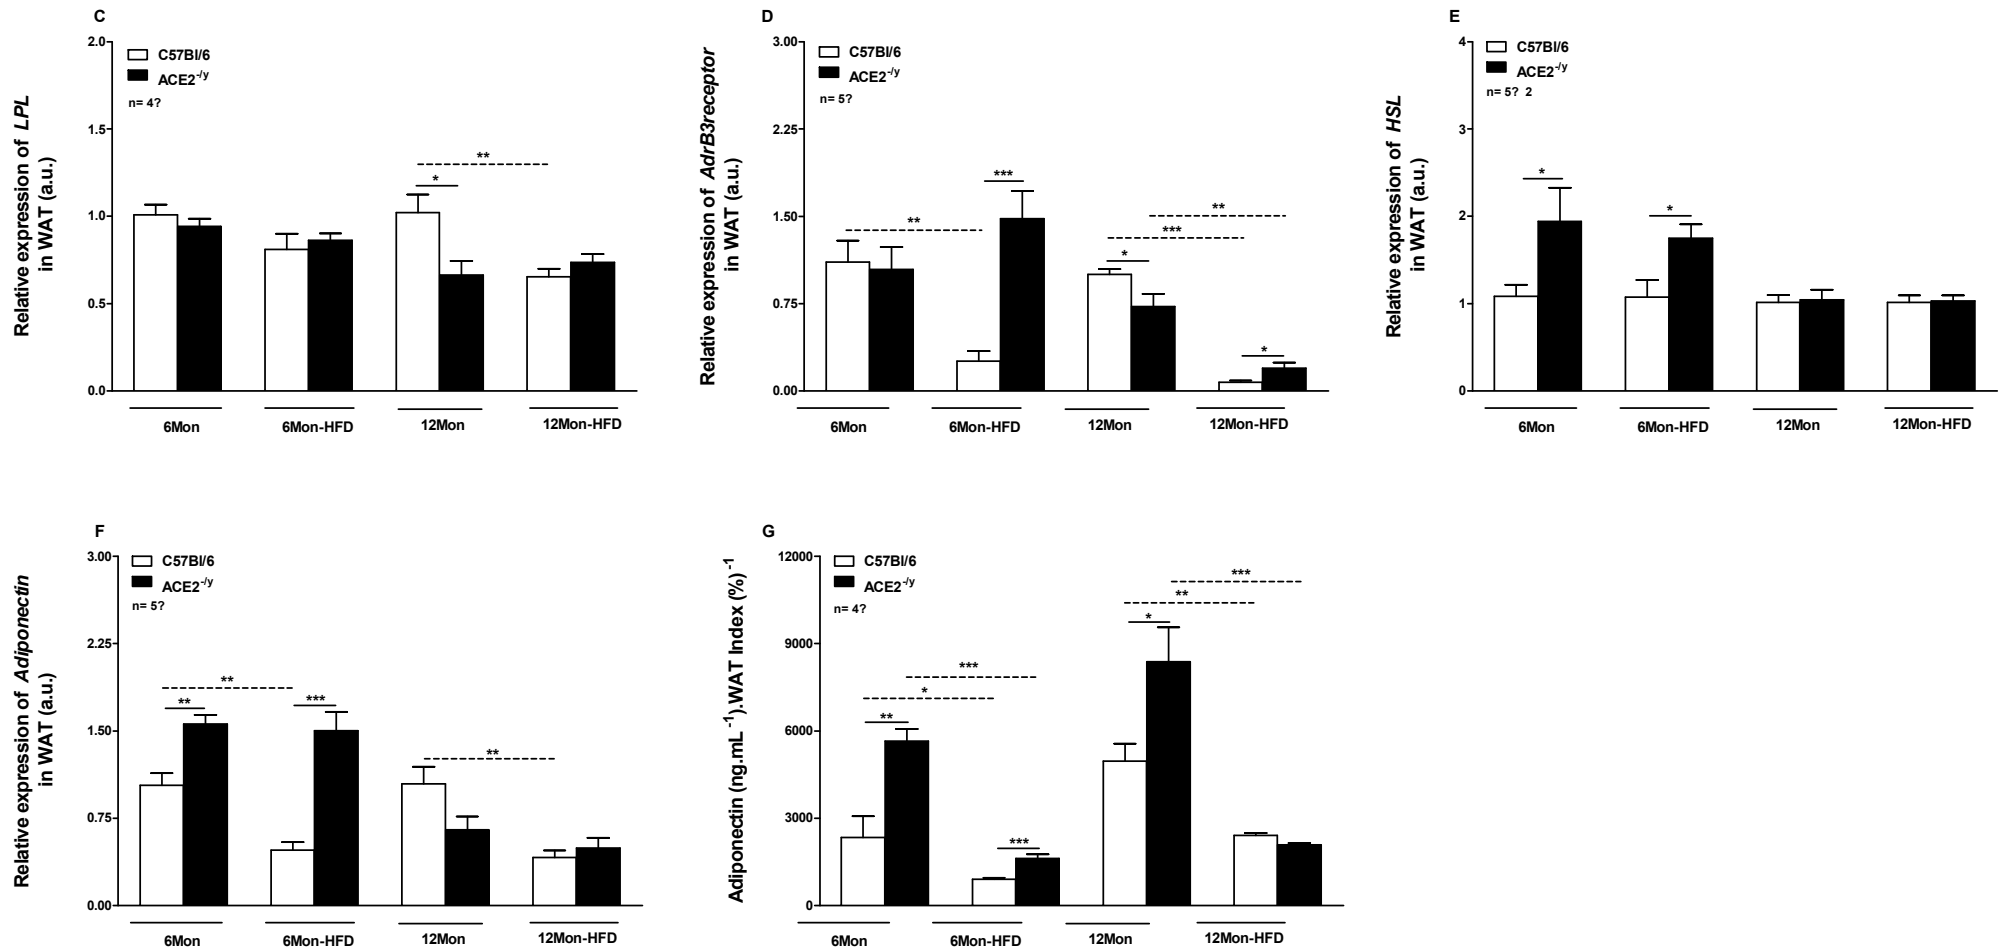 C
Relative expression of LPL
in WAT (a.u.)
2.0
1.5
1.0
0.5
0.0
C57Bl/6
ACE2-/y
n= 4?
**
*
6Mon
6Mon-HFD
12Mon
12Mon-HFD
D
Relative expression of AdrB3receptor
in WAT (a.u.)
3.00
2.25
1.50
0.75
0.00
C57Bl/6
ACE2-/y
n= 5?
**
***
**
***
*
*
6Mon
6Mon-HFD
12Mon
12Mon-HFD
E
Relative expression of HSL
in WAT (a.u.)
4
3
2
1
0
C57Bl/6
ACE2-/y
n= 5? 2
*
*
6Mon
6Mon-HFD
12Mon
12Mon-HFD
F
Relative expression of Adiponectin
in WAT (a.u.)
3.00
2.25
1.50
0.75
0.00
C57Bl/6
ACE2-/y
n= 5?
**
**
***
**
6Mon
6Mon-HFD
12Mon
12Mon-HFD
G
Adiponectin (ng.mL-1).WAT Index (%)-1
12000
9000
6000
3000
0
C57Bl/6
ACE2-/y
n= 4?
***
*
**
***
***
**
*
6Mon
6Mon-HFD
12Mon
12Mon-HFD